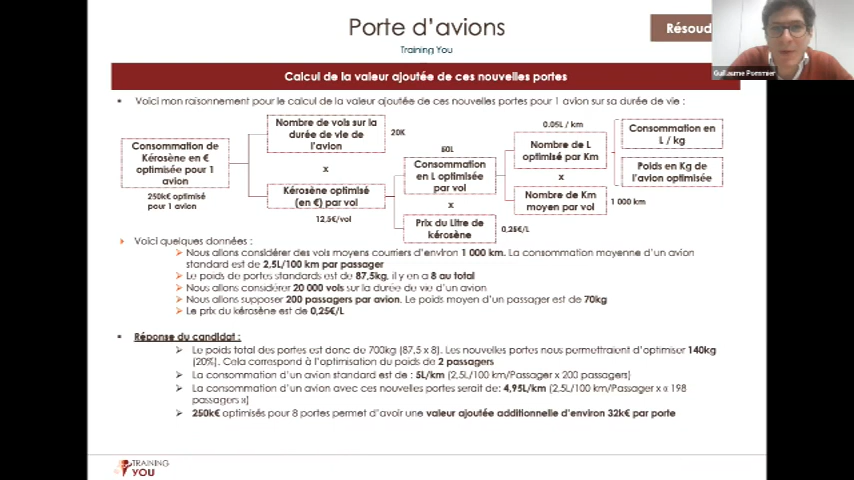 Porte d’avions
Training You
Résoud
Guillaume Pommier
Calcul de la valeur ajoutée de ces nouvelles portes
Voici mon raisonnement pour le calcul de la valeur ajoutée de ces nouvelles portes pour 1 avion sur sa durée de vie :
Consommation de
Kérosène en €
optimisée pour 1
avion
250k€ optimisé
pour 1 avion
Nombre de vols sur la
durée de vie de
l’avion
20K
x
Kérosène optimisé
(en €) par vol
12,5€/vol
50L
Consommation
en L optimisée
par vol
x
Prix du Litre de
kérosène
0,25€/L
0.05L / km
Nombre de L
optimisé par Km
x
Nombre de Km
moyen par vol
1 000 km
Consommation en
L / kg
Poids en Kg de
l’avion optimisée
Voici quelques données :
Nous allons considérer des vols moyens courriers d’environ 1 000 km. La consommation moyenne d’un avion
standard est de 2,5L/100 km par passager
Le poids de portes standards est de 87,5kg, il y en a 8 au total
Nous allons considérer 20 000 vols sur la durée de vie d’un avion
Nous allons supposer 200 passagers par avion. Le poids moyen d’un passager est de 70kg
Le prix du kérosène est de 0,25€/L
Réponse du candidat :
Le poids total des portes est donc de 700kg (87,5 x 8). Les nouvelles portes nous permettraient d’optimiser 140kg
(20%). Cela correspond à l’optimisation du poids de 2 passagers
La consommation d’un avion standard est de : 5L/km (2,5L/100 km/Passager x 200 passagers)
La consommation d’un avion avec ces nouvelles portes serait de: 4,95L/km (2,5L/100 km/Passager x 198
passagers
250k€ optimisés pour 8 portes permet d’avoir une valeur ajoutée additionnelle d’environ 32k€ par porte
TRAINING
YOU